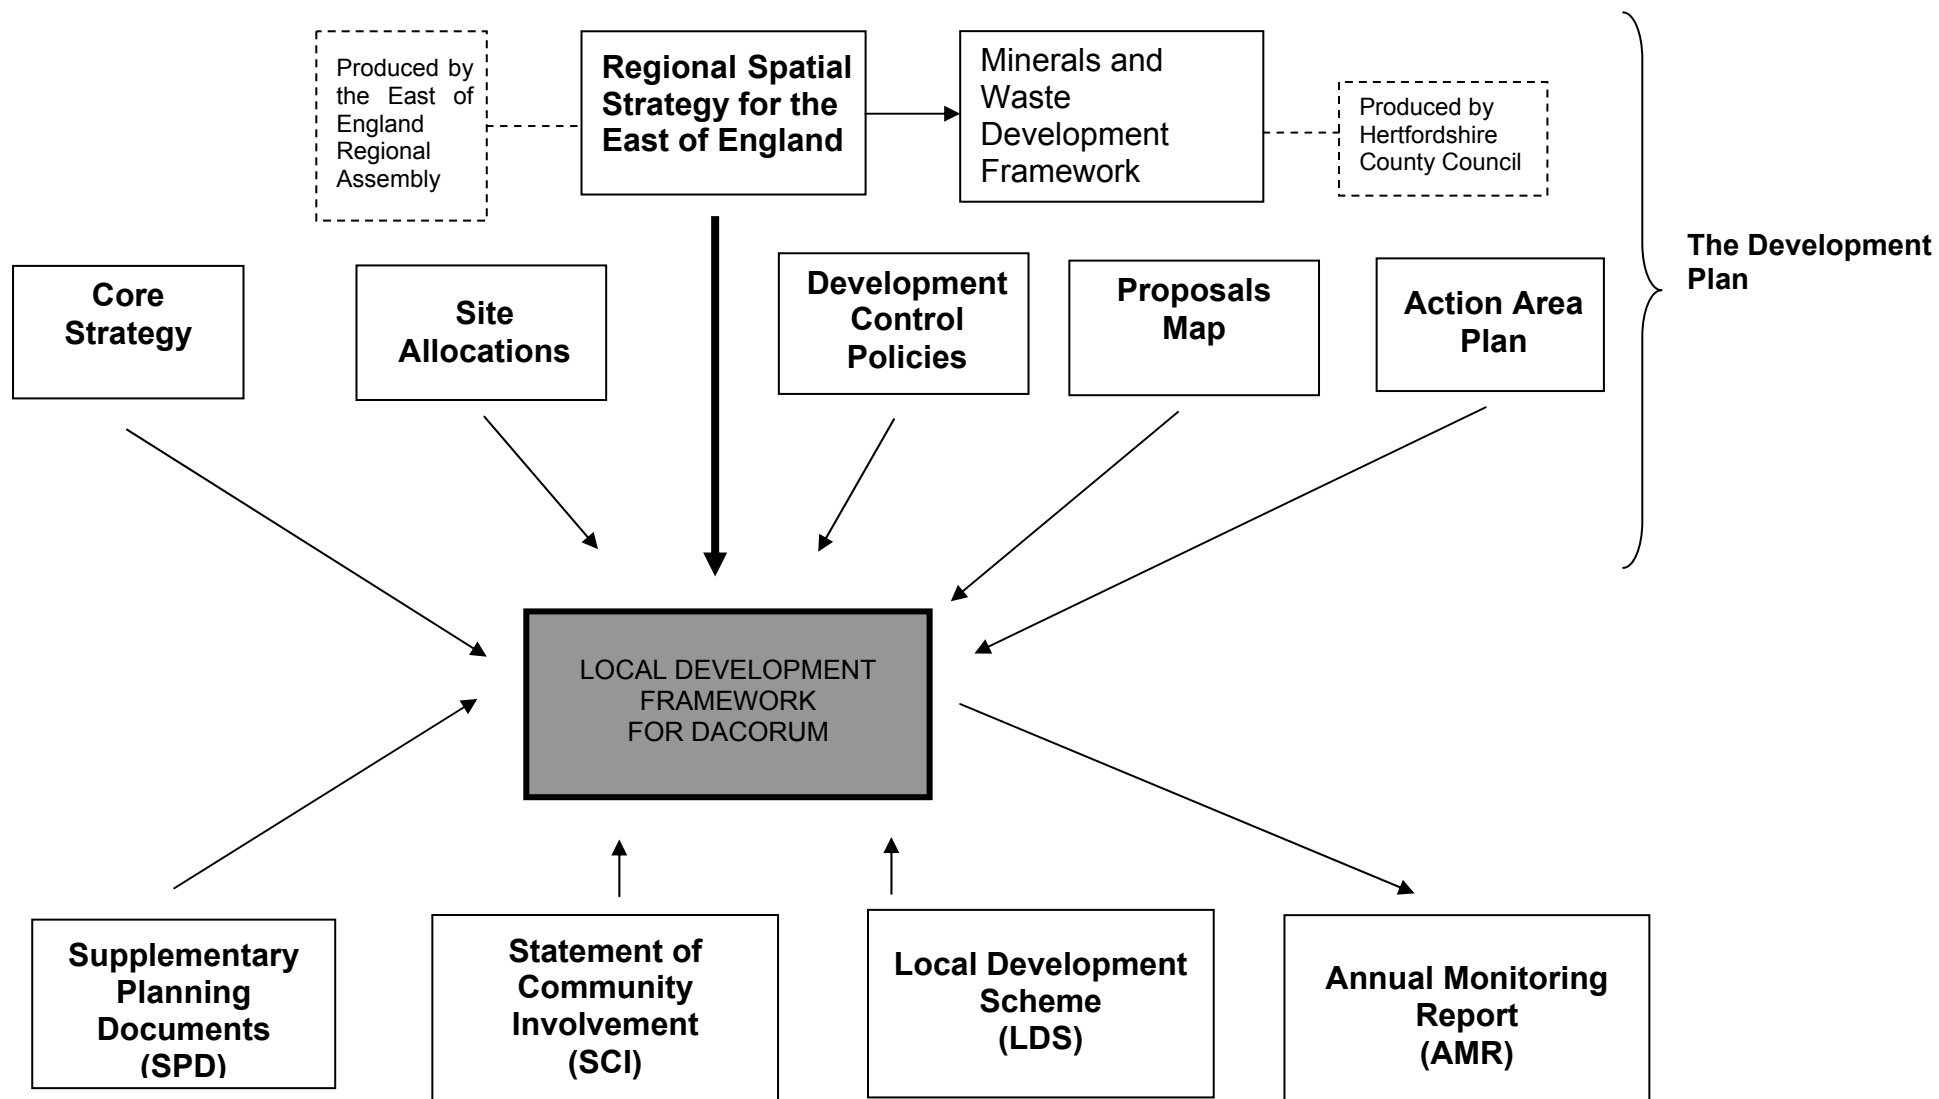 Produced by
the East of
England
Regional
Assembly
Regional Spatial
Strategy for the
East of England
Minerals and
Waste
Development
Framework
Produced by
Hertfordshire
County Council
The Development
Plan
Core
Strategy
Site
Allocations
Development
Control
Policies
Proposals
Map
Action Area
Plan
LOCAL DEVELOPMENT
FRAMEWORK
FOR DACORUM
Supplementary
Planning
Documents
(SPD)
Statement of
Community
Involvement
(SCI)
Local Development
Scheme
(LDS)
Annual Monitoring
Report
(AMR)